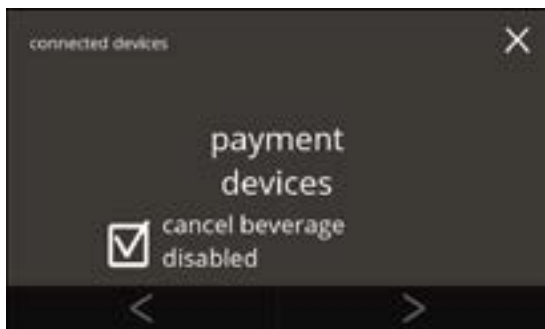 connected devices
payment
devices
cancel beverage
disabled